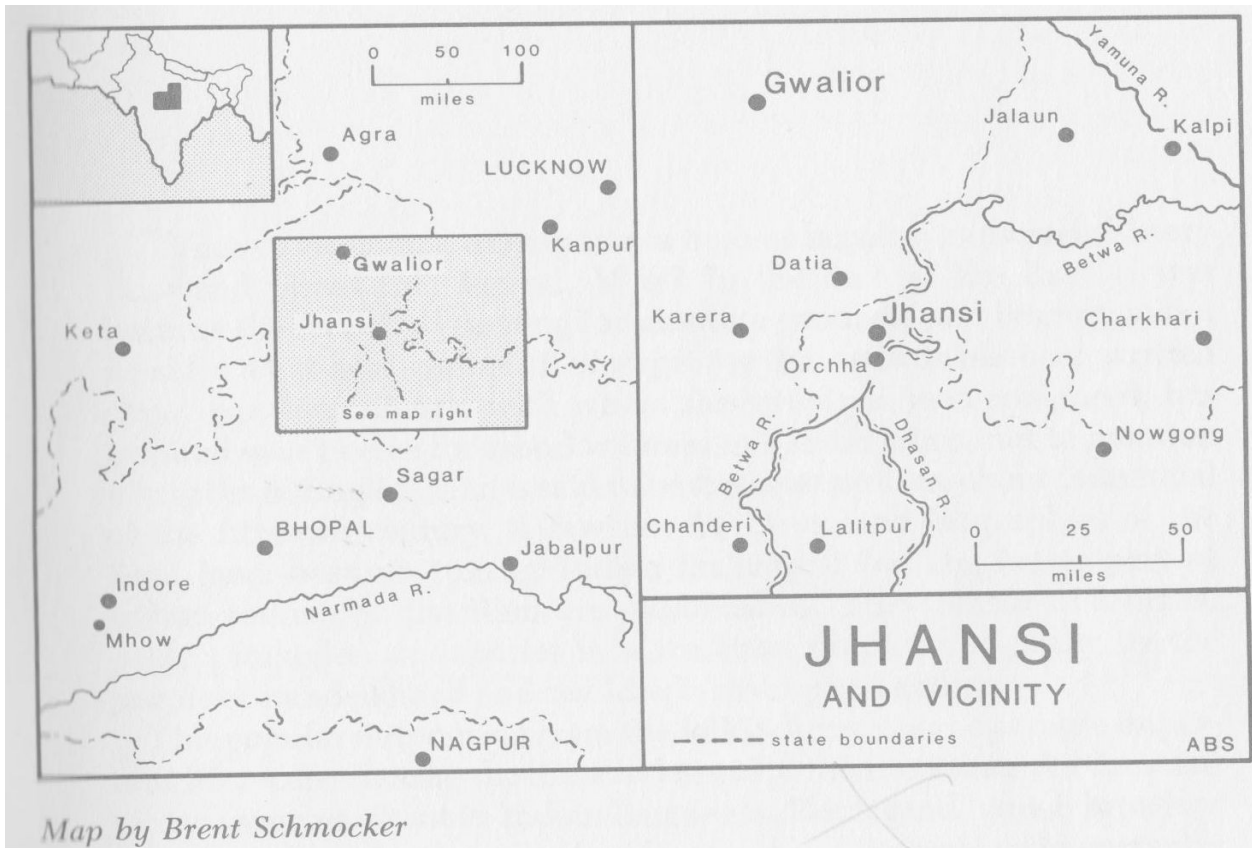 0 50 100
miles
Agra
LUCKNOW
Kanpur
Gwalior
Jhansi
Keta
See map right
Sagar
BHOPAL
Jabalpur
Indore
Narmada R.
Mhow
NAGPUR
Yamuna R.
Gwalior
Jalaun
Kalpi
Betwa R.
Datia
Karera
Jhansi
Charkhari
Orchha
Betwa R.
Dhasan R.
Nowgong
Chanderi
Lalitpur
0 25 50
miles
JHANSI
AND VICINITY
state boundaries
ABS
Map by Brent Schmocker